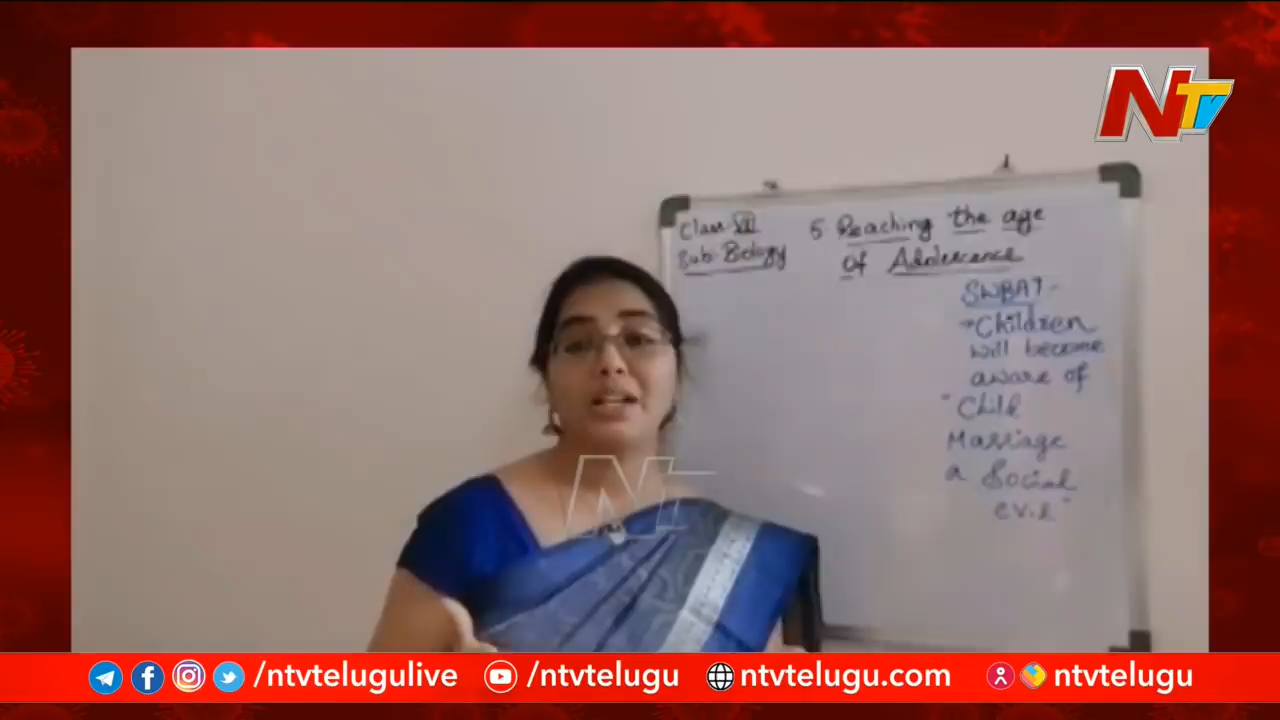 NTV
Class-VIII
Sub-Biology
5. Reaching the age
of Adolescence
SWBAT-
→Children
will become
aware of
"Child
Marriage
a Social
evil"
NTV
/ntvtelugulive
/ntvtelugu
ntvtelugu.com
ntvtelugu